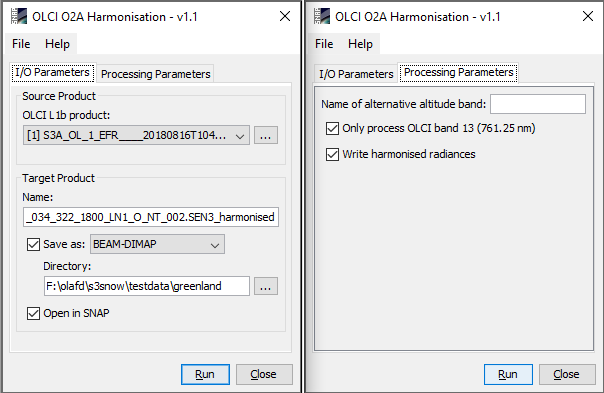 OLCI O2A Harmonisation - v1.1
File Help
I/O Parameters Processing Parameters
Source Product
OLCI L1b product:
[1] S3A_OL_1_EFR____20180816T104... ...
Target Product
Name:
_034_322_1800_LN1_O_NT_002.SEN3_harmonised
Save as: BEAM-DIMAP
Directory:
F:\olafd\s3snow\testdata\greenland ...
Open in SNAP
Run Close
OLCI O2A Harmonisation - v1.1
File Help
I/O Parameters Processing Parameters
Name of alternative altitude band:
Only process OLCI band 13 (761.25 nm)
Write harmonised radiances
Run Close